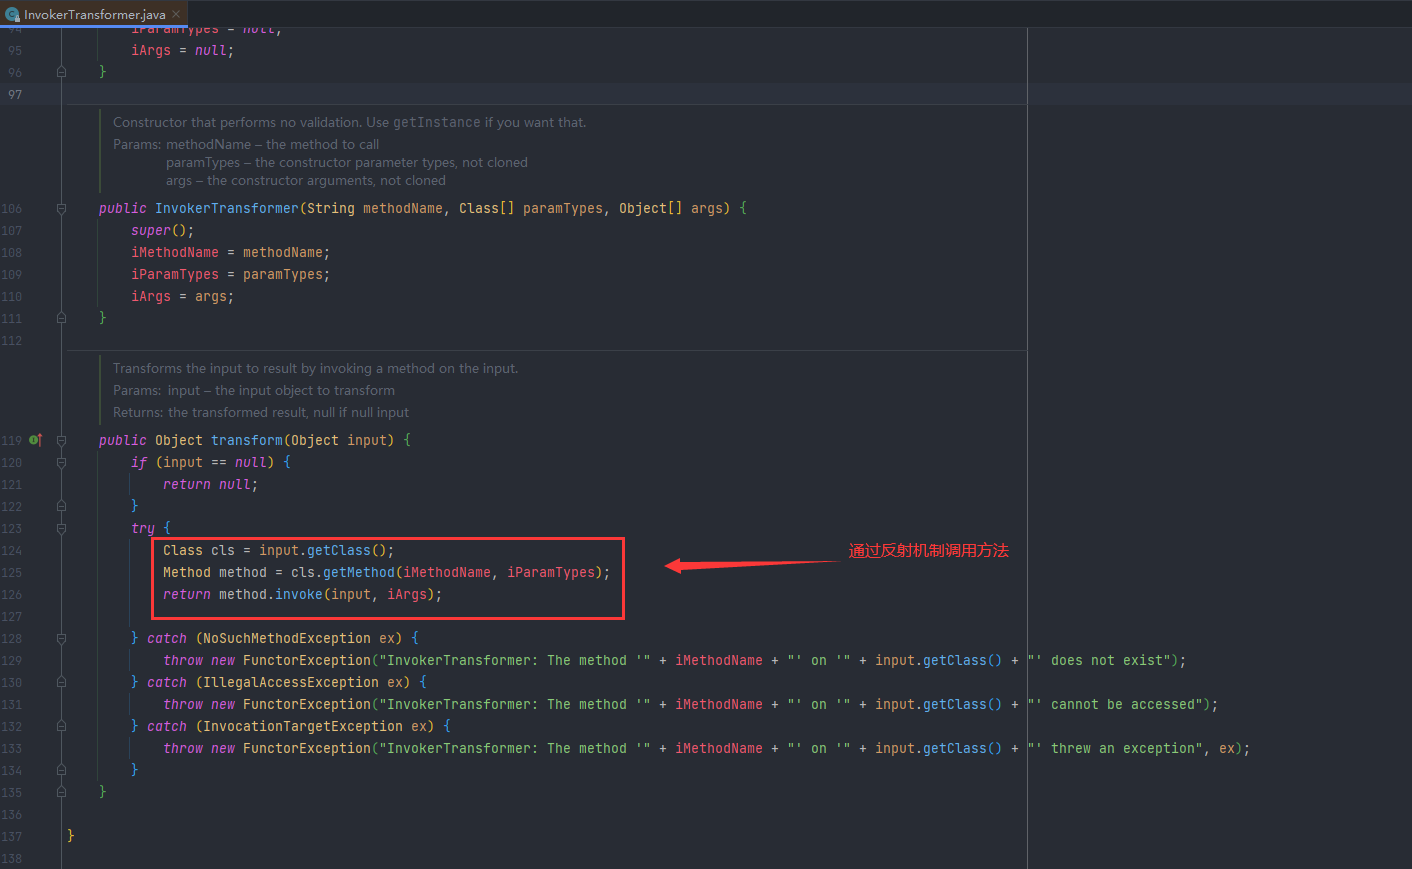 InvokerTransformer.java
94 iParamTypes = null;
95 iArgs = null;
96 }
97
Constructor that performs no validation. Use getInstance if you want that.
Params: methodName – the method to call
paramTypes – the constructor parameter types, not cloned
args – the constructor arguments, not cloned
106 public InvokerTransformer(String methodName, Class[] paramTypes, Object[] args) {
107 super();
108 iMethodName = methodName;
109 iParamTypes = paramTypes;
110 iArgs = args;
111 }
112
Transforms the input to result by invoking a method on the input.
Params: input – the input object to transform
Returns: the transformed result, null if null input
119 public Object transform(Object input) {
120 if (input == null) {
121 return null;
122 }
123 try {
124 Class cls = input.getClass();
通过反射机制调用方法
125 Method method = cls.getMethod(iMethodName, iParamTypes);
126 return method.invoke(input, iArgs);
127
128 } catch (NoSuchMethodException ex) {
129 throw new FunctorException("InvokerTransformer: The method '" + iMethodName + "' on '" + input.getClass() + "' does not exist");
130 } catch (IllegalAccessException ex) {
131 throw new FunctorException("InvokerTransformer: The method '" + iMethodName + "' on '" + input.getClass() + "' cannot be accessed");
132 } catch (InvocationTargetException ex) {
133 throw new FunctorException("InvokerTransformer: The method '" + iMethodName + "' on '" + input.getClass() + "' threw an exception", ex);
134 }
135 }
136
137 }
138